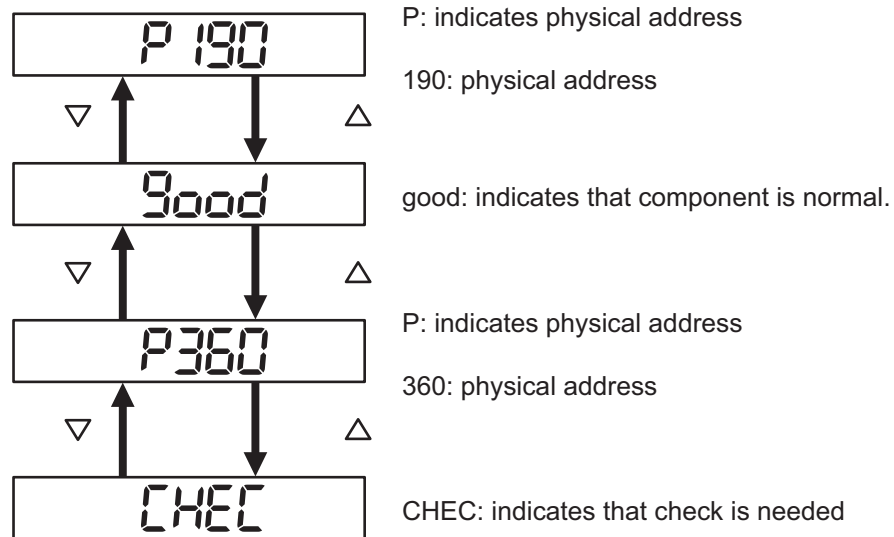 P190
P: indicates physical address
190: physical address
good
good: indicates that component is normal.
P360
P: indicates physical address
360: physical address
CHEC
CHEC: indicates that check is needed